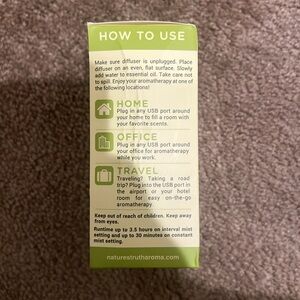 HOW TO USE
Make sure diffuser is unplugged. Place
diffuser on an even, flat surface. Slowly
add water to essential oil. Take care not
to spill. Enjoy your aromatherapy at one of
the following locations!
HOME
Plug in any USB port around
your home to fill a room with
your favorite scents.
OFFICE
Plug in any USB port around
your office for aromatherapy
while you work.
TRAVEL
Traveling? Taking a road
trip? Plug into the USB port in
the airport or your hotel
room for easy on-the-go
aromatherapy.
Keep out of reach of children. Keep away
from eyes.
Runtime up to 3.5 hours on interval mist
setting and up to 30 minutes on constant
mist setting.
naturestrutharoma.com